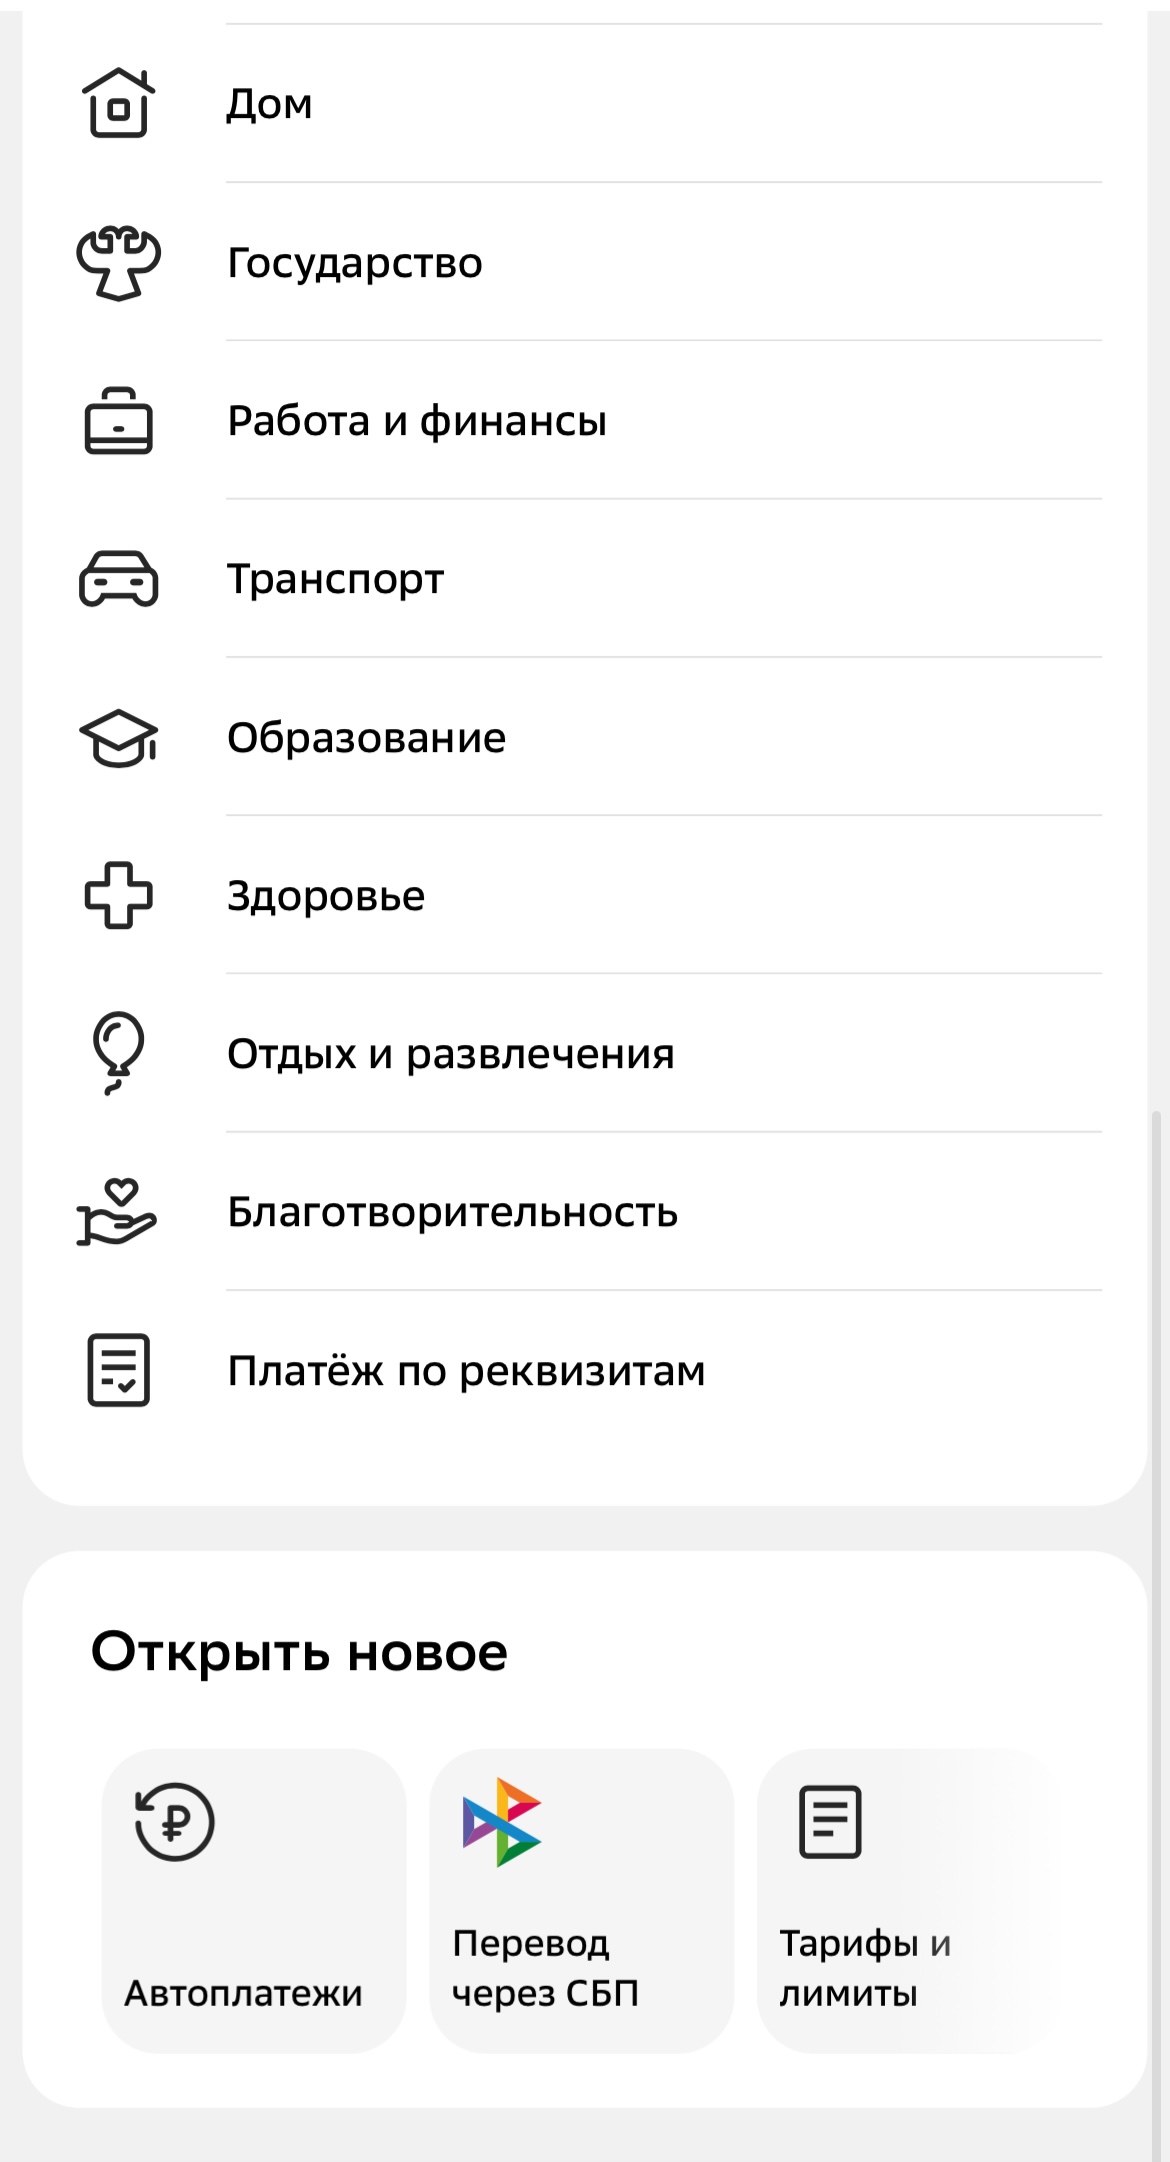 Дом
Государство
Работа и финансы
Транспорт
Образование
Здоровье
Отдых и развлечения
Благотворительность
Платёж по реквизитам
Открыть новое
Автоплатежи
Перевод
через СБП
Тарифы и
лимиты